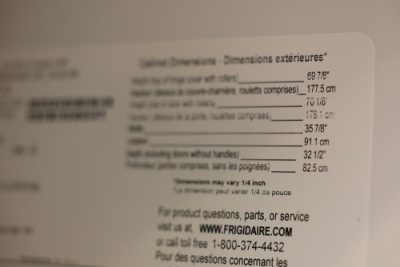 Cabinet Dimensions - Dimensions extérieures*
Height (top of hinge cover with rollers) 69 7/8"
Hauteur (dessus de couvre-charnière, roulettes comprises) 177.5 cm
Height (top of door with rollers) 70 1/8"
Hauteur (dessus de la porte, roulettes comprises) 178.1 cm
Width 35 7/8"
Largeur 91.1 cm
Depth (including doors without handles) 32 1/2"
Profondeur (portes comprises, sans les poignées) 82.5 cm
*Dimensions may vary 1/4 inch
*La dimension peut varier 1/4 de pouce
For product questions, parts, or service
visit us at, WWW.FRIGIDAIRE.COM
or call toll free 1-800-374-4432
Pour des questions concernant les